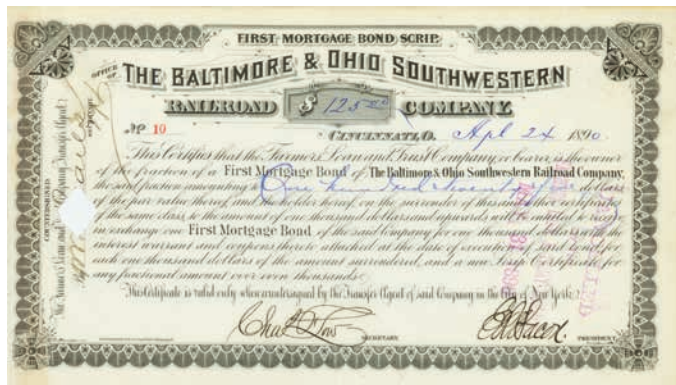 FIRST MORTGAGE BOND SCRIP.
OFFICE OF
THE BALTIMORE & OHIO SOUTHWESTERN
RAILROAD $ 125.00 COMPANY.
No 10
CINCINNATI, O. Apl 24 1890
This Certifies that the Farmers Loan and Trust Company or bearer, is the owner
of the fraction of a First Mortgage Bond of The Baltimore & Ohio Southwestern Railroad Company,
the said fraction amounting to One hundred & twenty five dollars
of the par value thereof, and the holder hereof, on the surrender of this and other certificates
of the same class, to the amount of one thousand dollars and upwards will be entitled to receive
in exchange one First Mortgage Bond of the said Company for one thousand dollars with the
interest warrant and coupons thereto attached at the date of execution of said bond, for
each one thousand dollars of the amount surrendered, and a new Scrip Certificate for
any fractional amount over even thousands.
This Certificate is valid only when countersigned by the Transfer Agent of said Company in the City of New York.
SECRETARY
PRESIDENT
COUNTERSIGNED
The Farmers Loan and Trust Company Transfer Agent